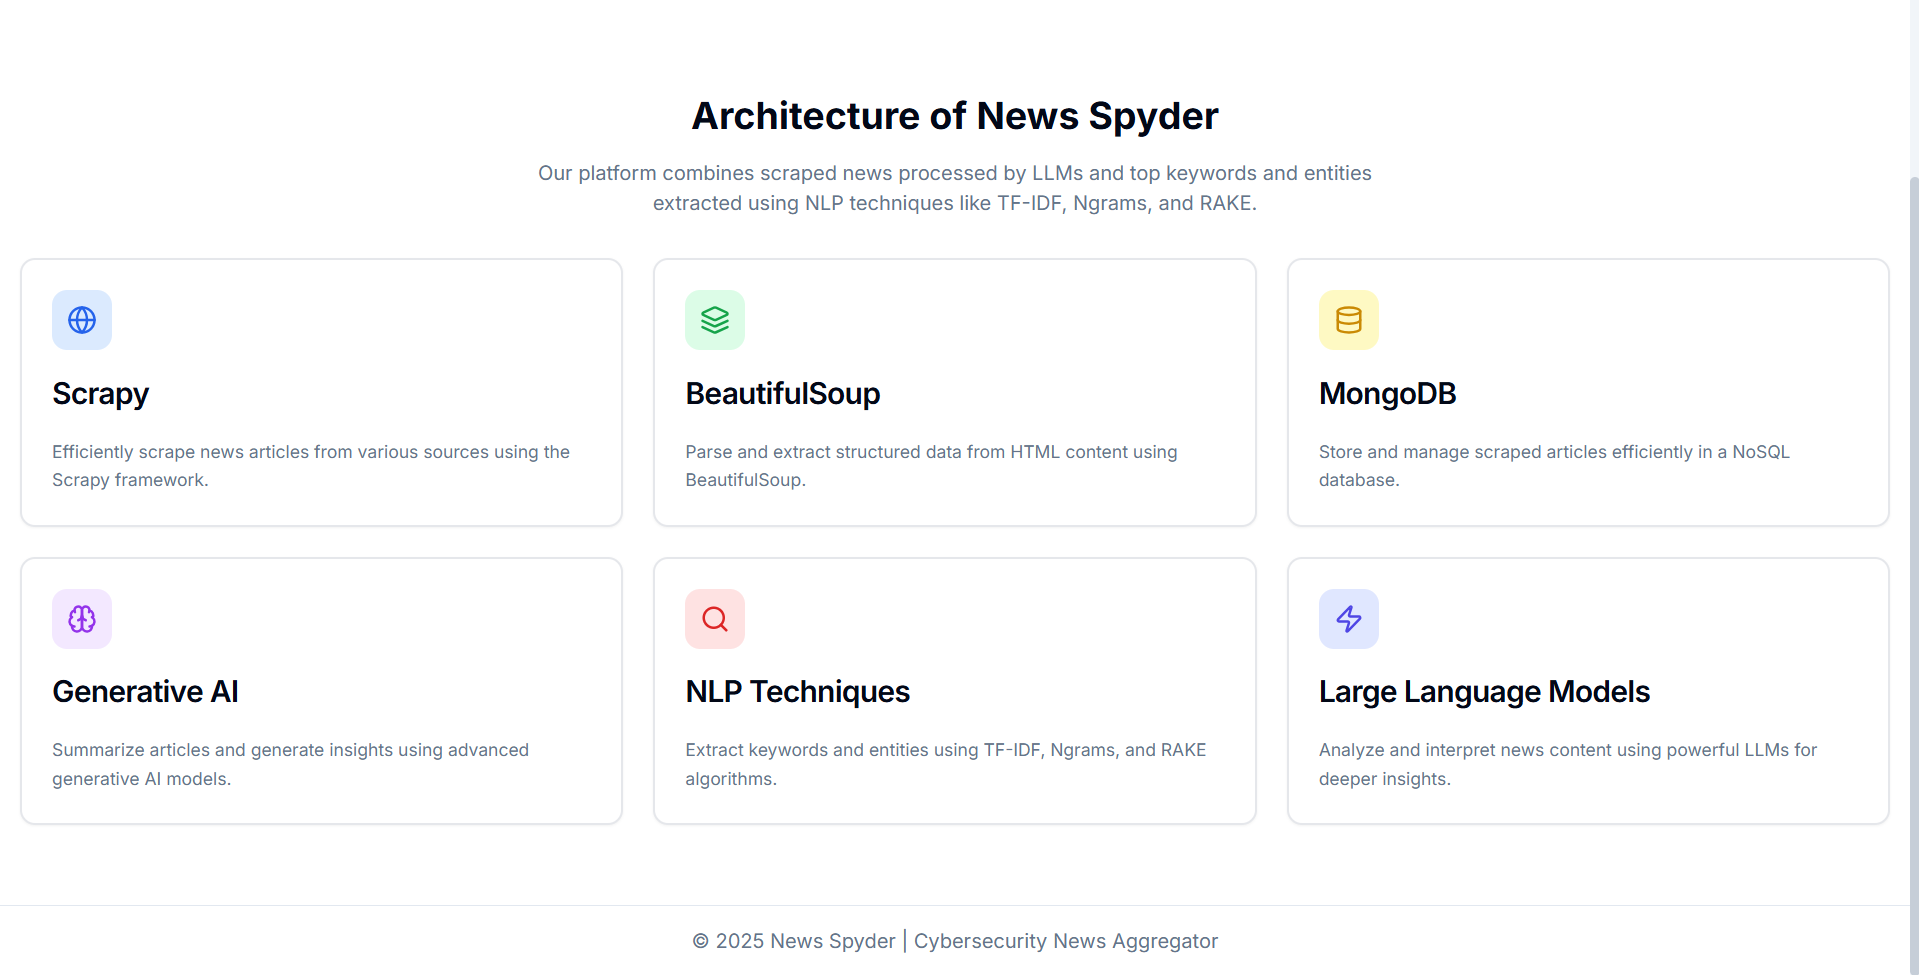 Architecture of News Spyder
Our platform combines scraped news processed by LLMs and top keywords and entities
extracted using NLP techniques like TF-IDF, Ngrams, and RAKE.
Scrapy
Efficiently scrape news articles from various sources using the
Scrapy framework.
BeautifulSoup
Parse and extract structured data from HTML content using
BeautifulSoup.
MongoDB
Store and manage scraped articles efficiently in a NoSQL
database.
Generative AI
Summarize articles and generate insights using advanced
generative AI models.
NLP Techniques
Extract keywords and entities using TF-IDF, Ngrams, and RAKE
algorithms.
Large Language Models
Analyze and interpret news content using powerful LLMs for
deeper insights.
© 2025 News Spyder | Cybersecurity News Aggregator